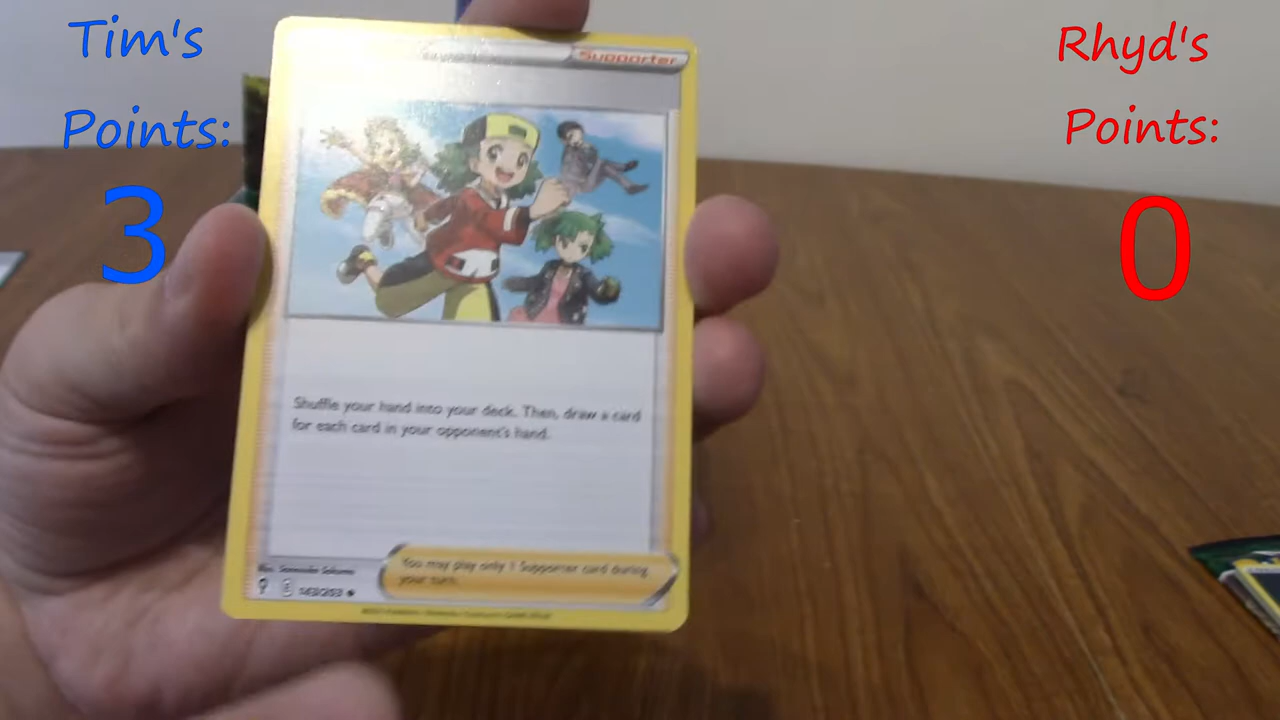 Tim's
Points:
3
Rhyd's
Points:
0
Supporter
Shuffle your hand into your deck. Then, draw a card
for each card in your opponent's hand.
You may play only 1 Supporter card during
your turn.